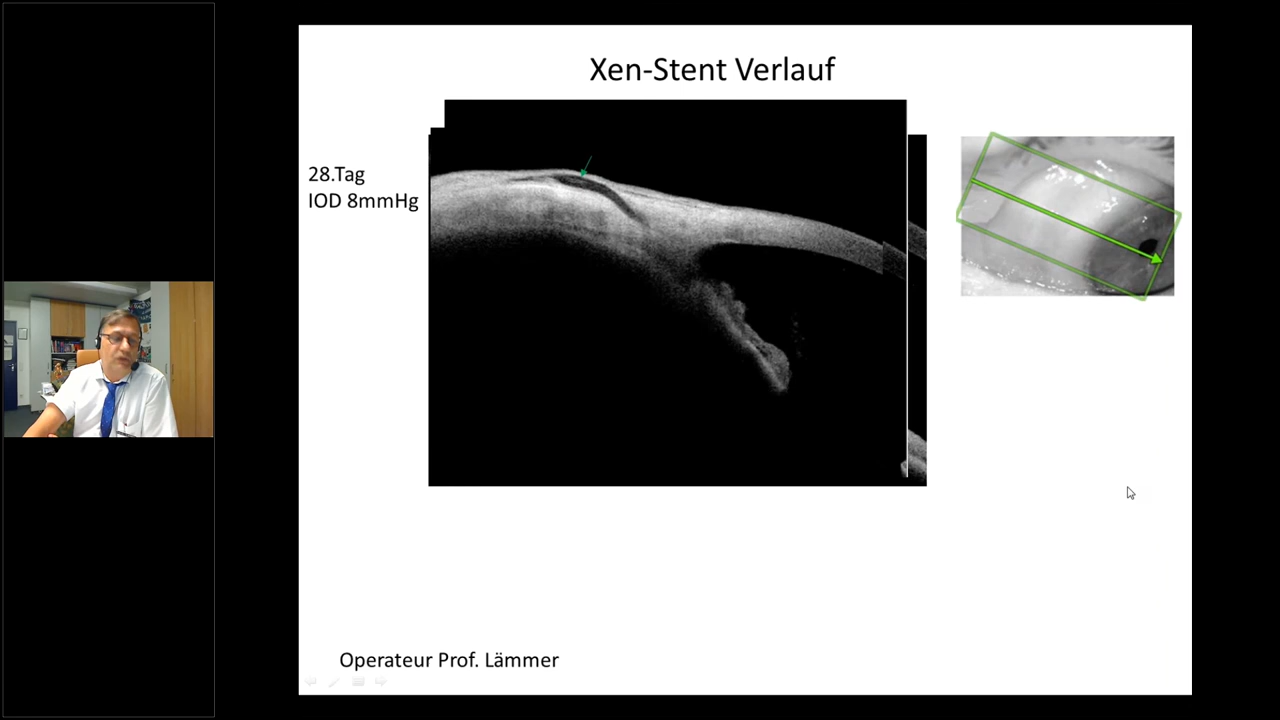 Xen-Stent Verlauf
28.Tag
IOD 8mmHg
Operateur Prof. Lämmer